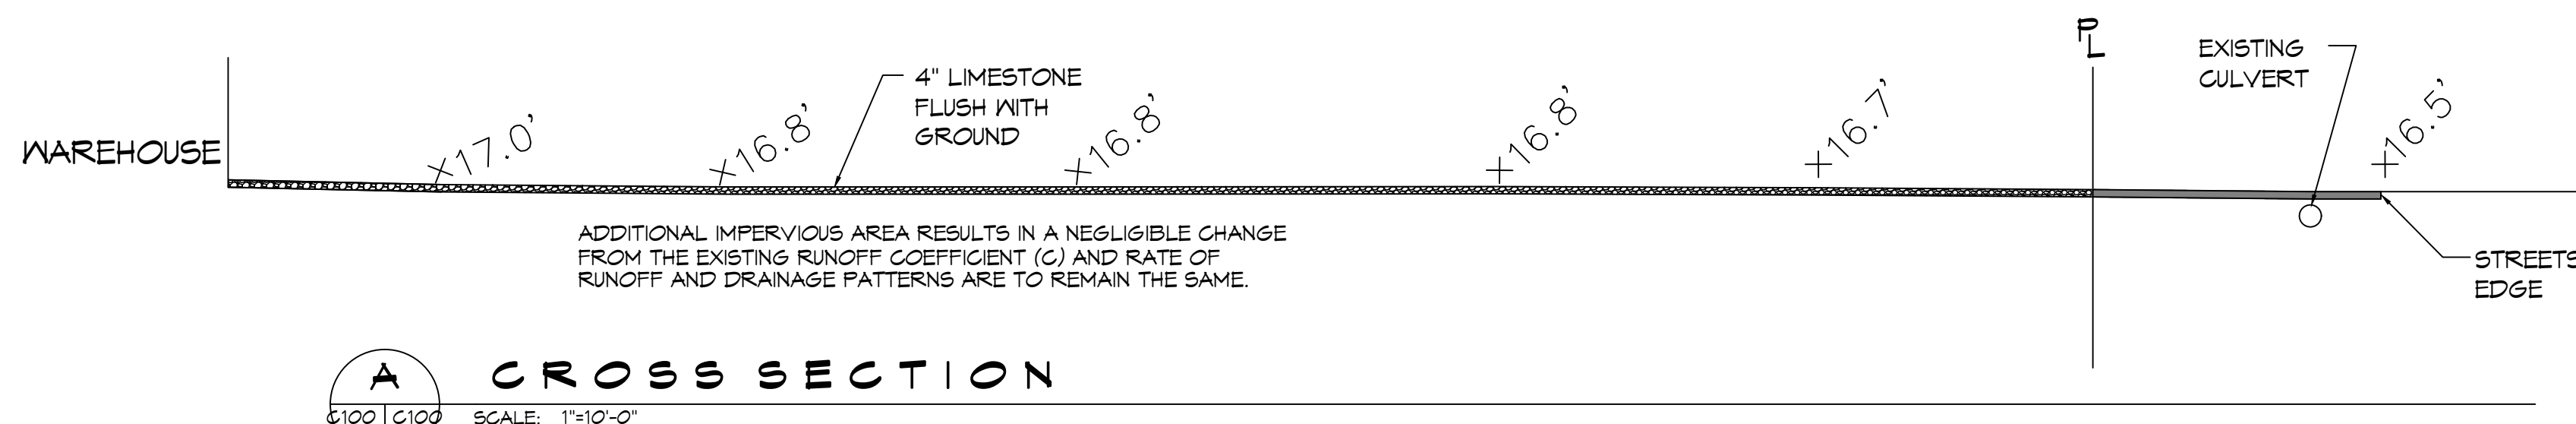 WAREHOUSE
X17.0'
X16.8'
4" LIMESTONE
FLUSH WITH
GROUND
X16.8'
X16.8'
X16.7'
PL
EXISTING
CULVERT
X16.5'
STREETS
EDGE
ADDITIONAL IMPERVIOUS AREA RESULTS IN A NEGLIGIBLE CHANGE
FROM THE EXISTING RUNOFF COEFFICIENT (C) AND RATE OF
RUNOFF AND DRAINAGE PATTERNS ARE TO REMAIN THE SAME.
A CROSS SECTION
C100 C100 SCALE: 1"=10'-0"